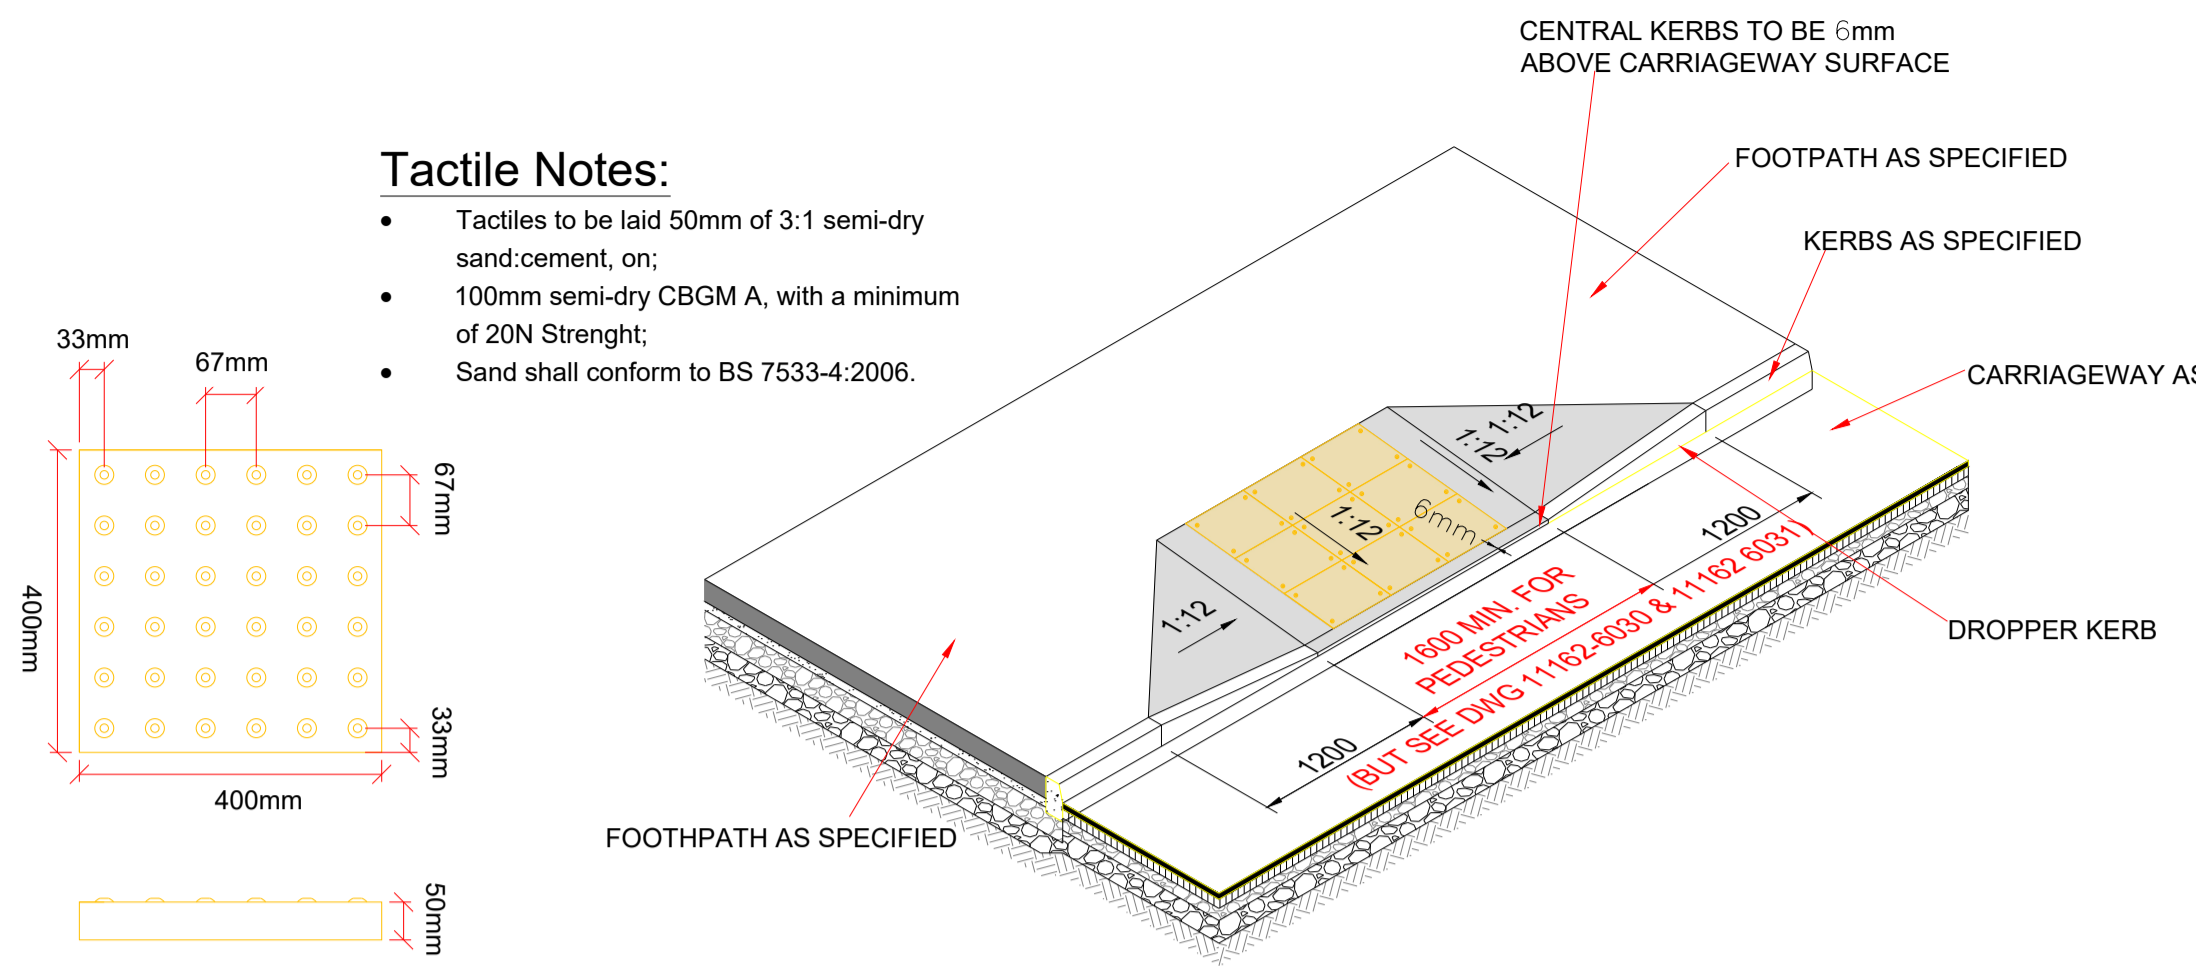 CENTRAL KERBS TO BE 6mm
ABOVE CARRIAGEWAY SURFACE
FOOTPATH AS SPECIFIED
KERBS AS SPECIFIED
CARRIAGEWAY AS
Tactile Notes:
• Tactiles to be laid 50mm of 3:1 semi-dry
sand:cement, on;
• 100mm semi-dry CBGM A, with a minimum
of 20N Strenght;
• Sand shall conform to BS 7533-4:2006.
33mm
67mm
67mm
400mm
33mm
400mm
50mm
1:12
1:12
1:12
1:12
6mm
1200
1600 MIN. FOR
PEDESTRIANS
(BUT SEE DWG 11162-6030 & 11162 6031)
1200
DROPPER KERB
FOOTHPATH AS SPECIFIED